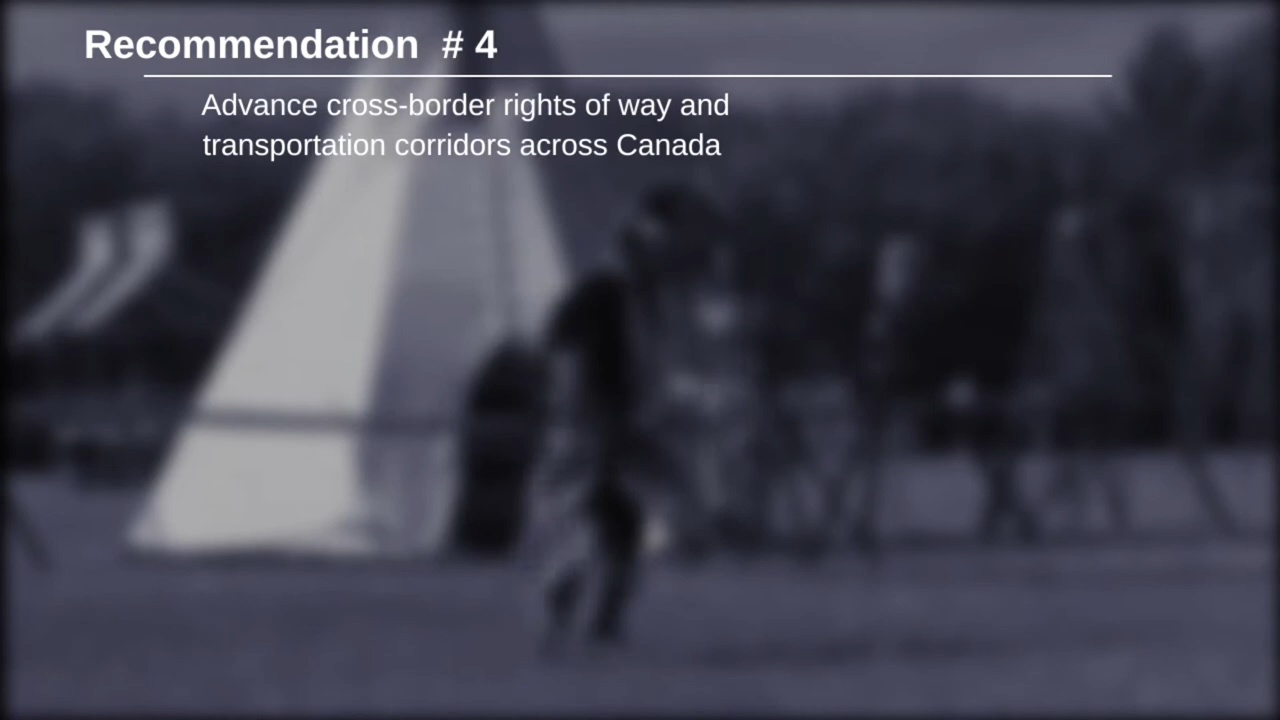 Recommendation # 4
Advance cross-border rights of way and
transportation corridors across Canada